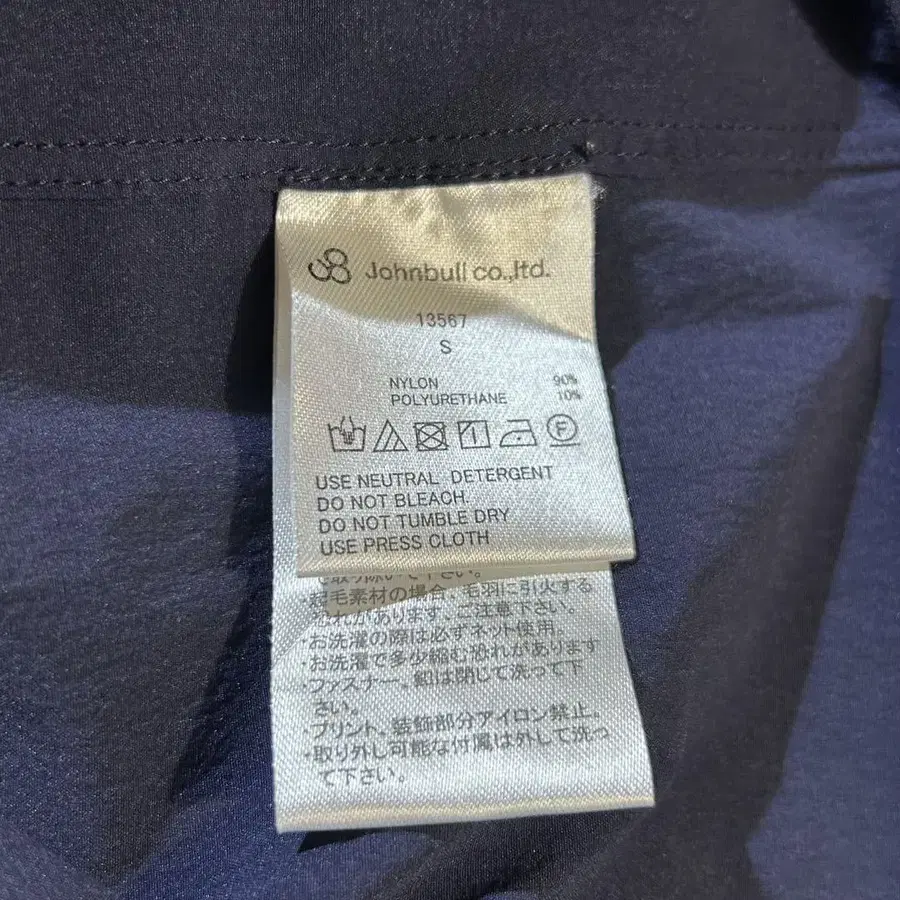 Johnbull co.,ltd.
13567
S
NYLON 90%
POLYURETHANE 10%
F
USE NEUTRAL DETERGENT
DO NOT BLEACH.
DO NOT TUMBLE DRY
USE PRESS CLOTH
・起毛素材の場合、毛羽に引火する
恐れがあります、ご注意下さい。
・お洗濯の際は必ずネット使用。
・お洗濯で多少縮む恐れがあります
・ファスナー、釦は閉じて洗って下
さい。
・プリント、装飾部分アイロン禁止。
・取り外し可能な付属は外して洗っ
て下さい。